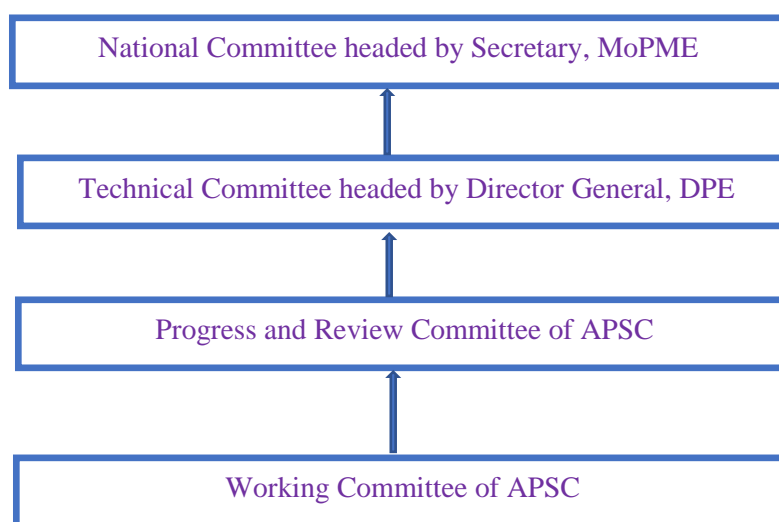 National Committee headed by Secretary, MoPME
Technical Committee headed by Director General, DPE
Progress and Review Committee of APSC
Working Committee of APSC